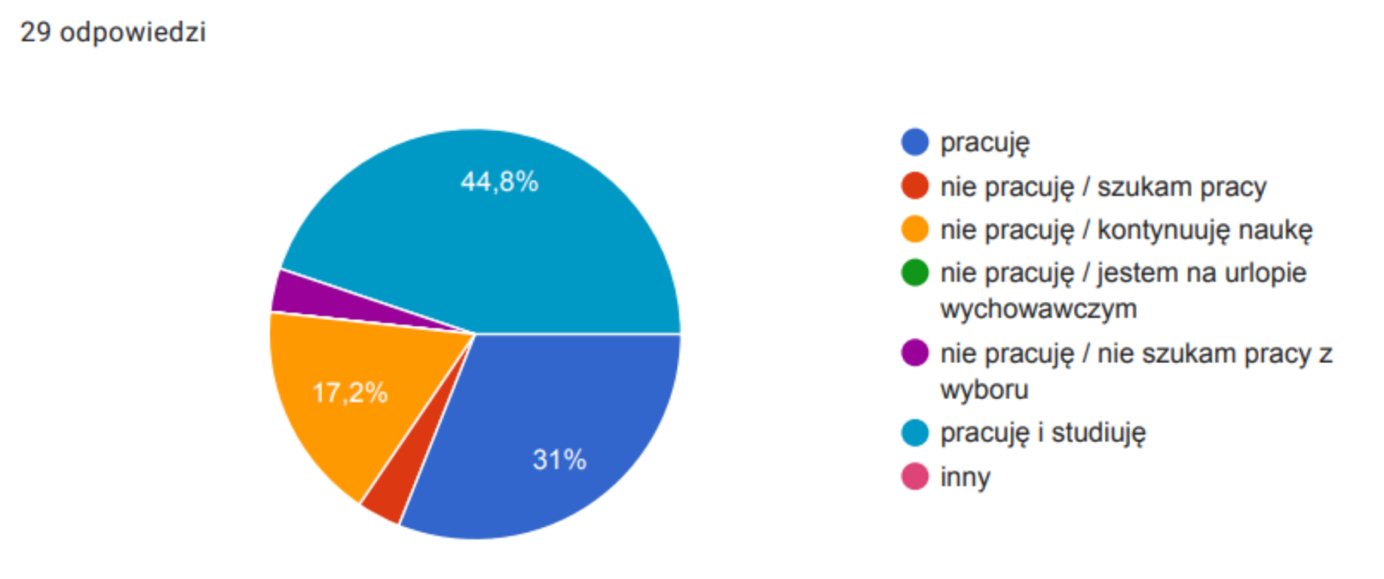 29 odpowiedzi
44,8%
17,2%
31%
pracuję
nie pracuję / szukam pracy
nie pracuję / kontynuuję naukę
nie pracuję / jestem na urlopie
wychowawczym
nie pracuję / nie szukam pracy z
wyboru
pracuję i studiuję
inny